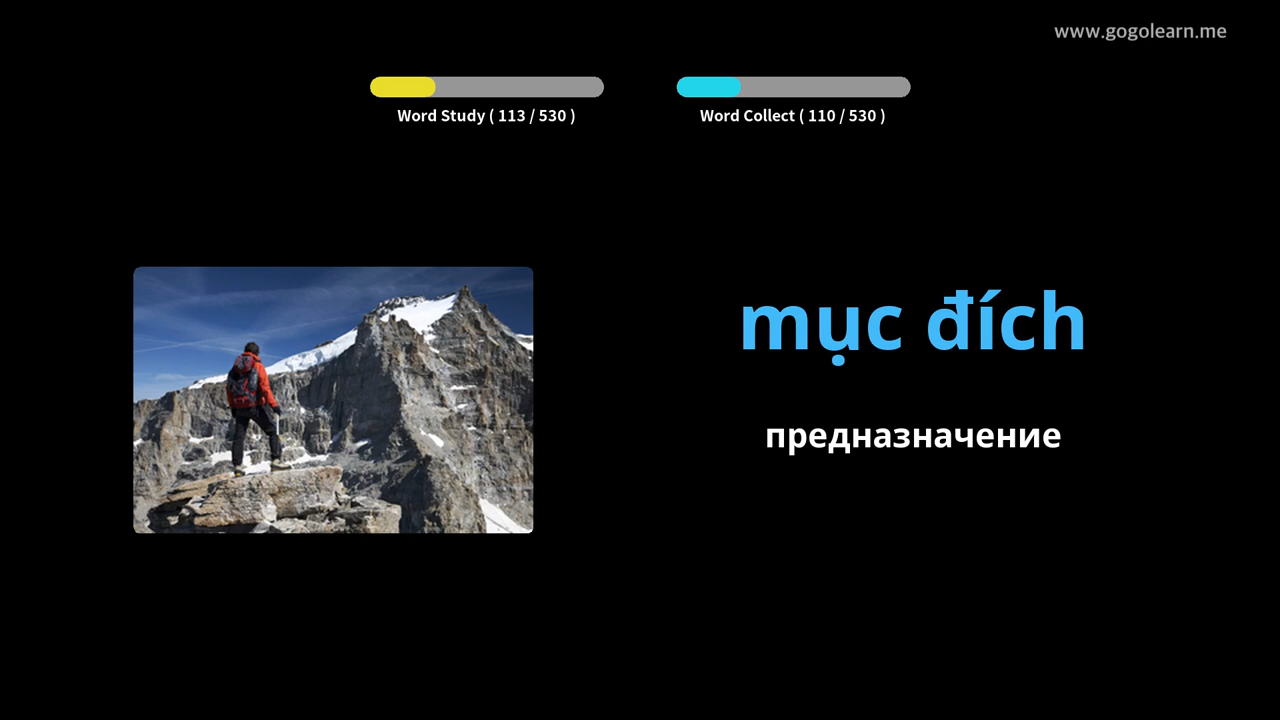 www.gogolearn.me
Word Study ( 113 / 530 )
Word Collect ( 110 / 530 )
mục đích
предназначение